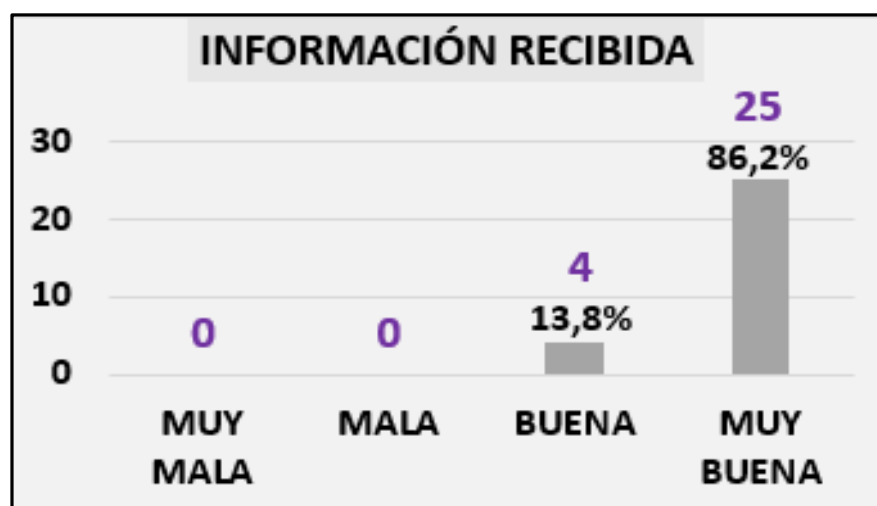 INFORMACIÓN RECIBIDA
25
30
86,2%
20
4
10
13,8%
0
0
0
MUY MALA
MALA
BUENA
MUY BUENA